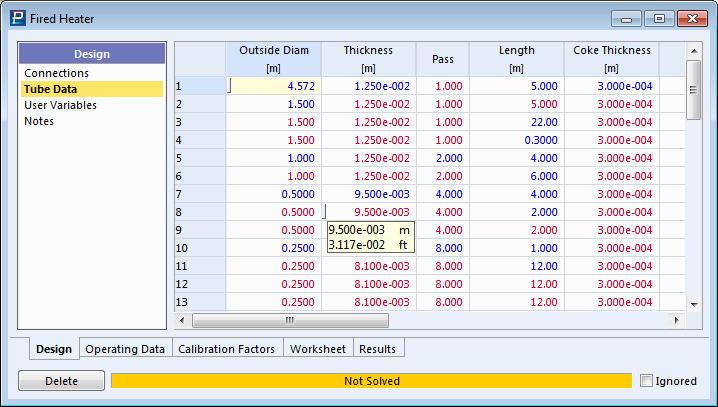 Fired Heater
Design
Connections
Tube Data
User Variables
Notes
Outside Diam Thickness Pass Length Coke Thickness
[m] [m] [m] [m]
1 4.572 1.250e-002 1.000 5.000 3.000e-004
2 1.500 1.250e-002 1.000 5.000 3.000e-004
3 1.500 1.250e-002 1.000 22.00 3.000e-004
4 1.500 1.250e-002 1.000 0.3000 3.000e-004
5 1.000 1.250e-002 2.000 4.000 3.000e-004
6 1.000 1.250e-002 2.000 6.000 3.000e-004
7 0.5000 9.500e-003 4.000 4.000 3.000e-004
8 0.5000 9.500e-003 4.000 2.000 3.000e-004
9 0.5000 9.500e-003 m 4.000 2.000 3.000e-004
10 0.2500 3.117e-002 ft 8.000 1.000 3.000e-004
11 0.2500 8.100e-003 8.000 12.00 3.000e-004
12 0.2500 8.100e-003 8.000 12.00 3.000e-004
13 0.2500 8.100e-003 8.000 12.00 3.000e-004
Design Operating Data Calibration Factors Worksheet Results
Delete Not Solved Ignored